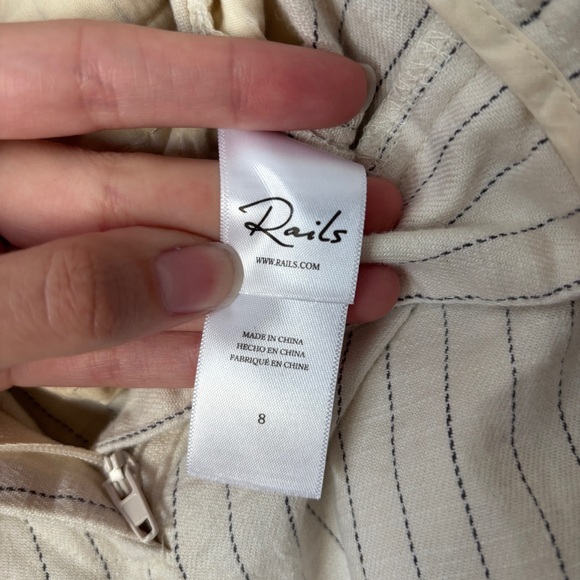 Rails
WWW.RAILS.COM
MADE IN CHINA
HECHO EN CHINA
FABRIQUÉ EN CHINE
8